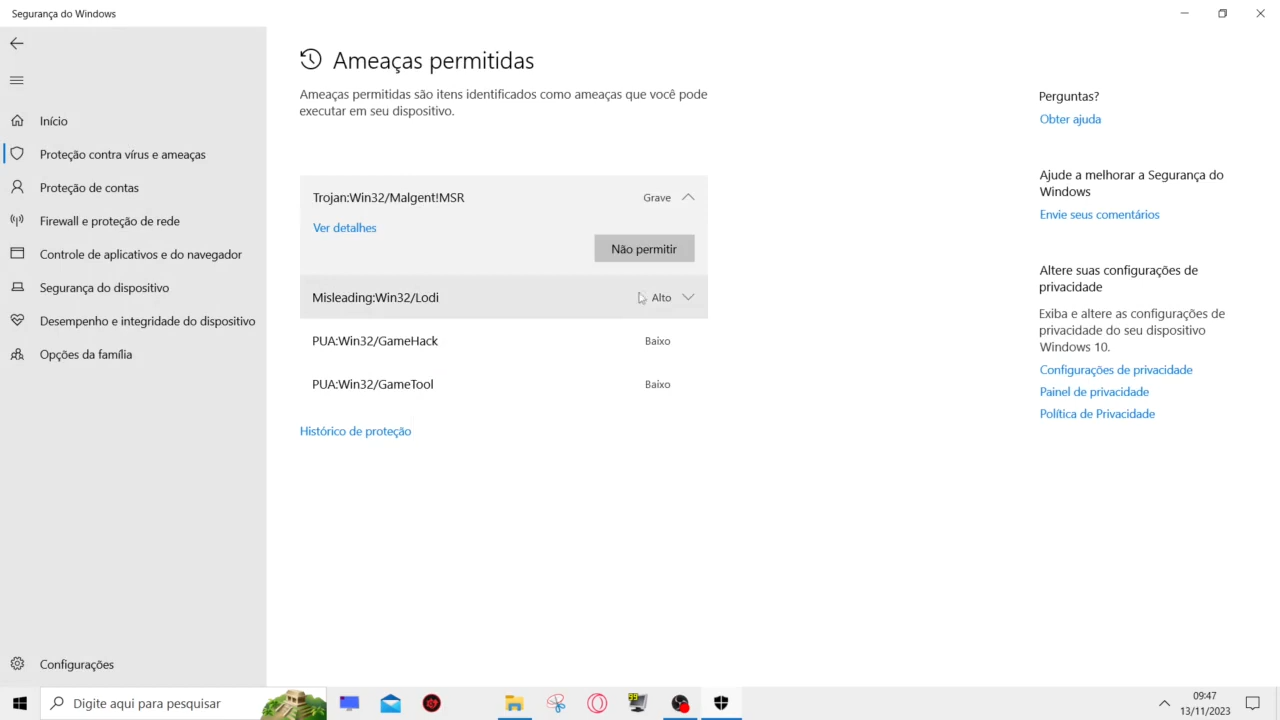 Segurança do Windows
Início
Proteção contra vírus e ameaças
Proteção de contas
Firewall e proteção de rede
Controle de aplicativos e do navegador
Segurança do dispositivo
Desempenho e integridade do dispositivo
Opções da família
Configurações
Ameaças permitidas
Ameaças permitidas são itens identificados como ameaças que você pode
executar em seu dispositivo.
Trojan:Win32/Malgent!MSR Grave
Ver detalhes
Não permitir
Misleading:Win32/Lodi Alto
PUA:Win32/GameHack Baixo
PUA:Win32/GameTool Baixo
Histórico de proteção
Perguntas?
Obter ajuda
Ajude a melhorar a Segurança do
Windows
Envie seus comentários
Altere suas configurações de
privacidade
Exiba e altere as configurações de
privacidade do seu dispositivo
Windows 10.
Configurações de privacidade
Painel de privacidade
Política de Privacidade
Digite aqui para pesquisar
99
09:47
13/11/2023